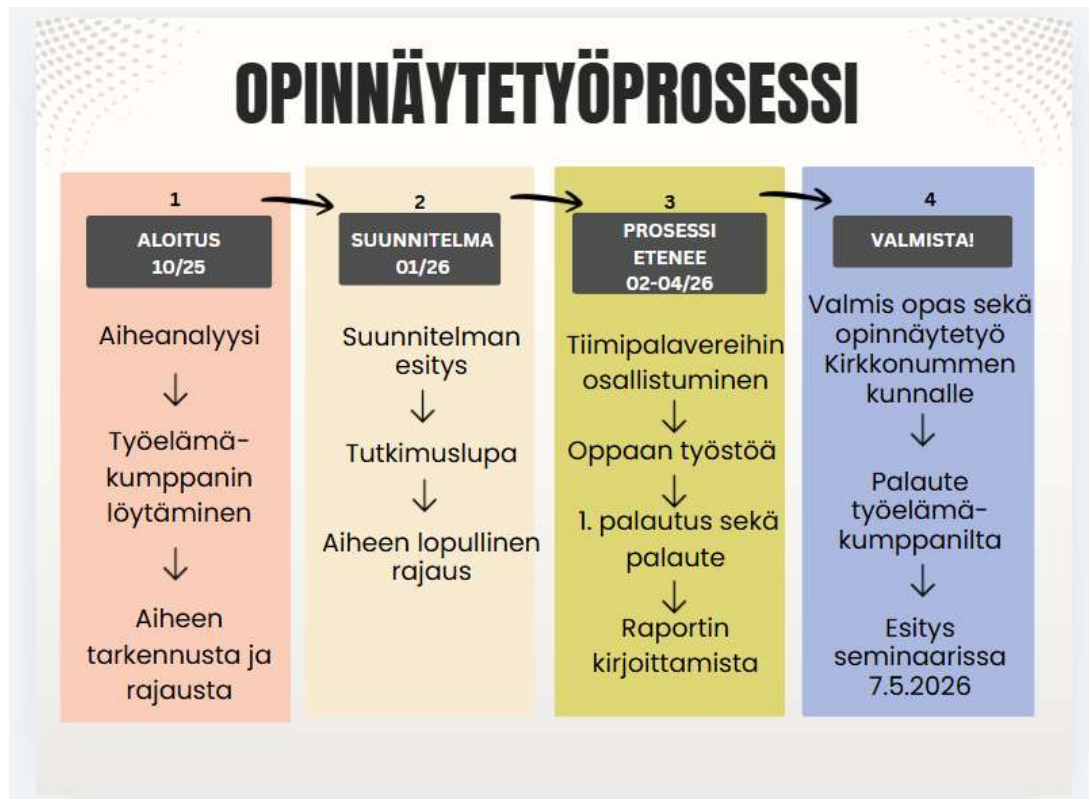 OPINNÄYTETYÖPROSESSI
1
ALOITUS
10/25
Aiheanalyysi
Työelämä-
kumppanin
löytäminen
Aiheen
tarkennusta ja
rajausta
2
SUUNNITELMA
01/26
Suunnitelman
esitys
Tutkimuslupa
Aiheen lopullinen
rajaus
3
PROSESSI
ETENEE
02-04/26
Tiimipalavereihin
osallistuminen
Oppaan työstöä
1. palautus sekä
palaute
Raportin
kirjoittamista
4
VALMISTA!
Valmis opas sekä
opinnäytetyö
Kirkkonummen
kunnalle
Palaute
työelämä-
kumppanilta
Esitys
seminaarissa
7.5.2026